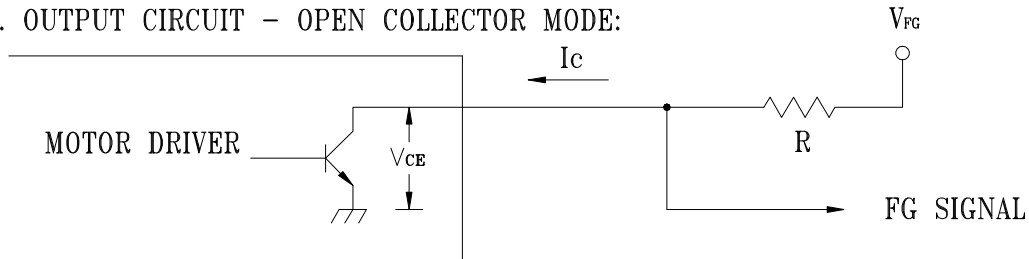 . OUTPUT CIRCUIT - OPEN COLLECTOR MODE:
VFG
Ic
MOTOR DRIVER
VCE
R
FG SIGNAL